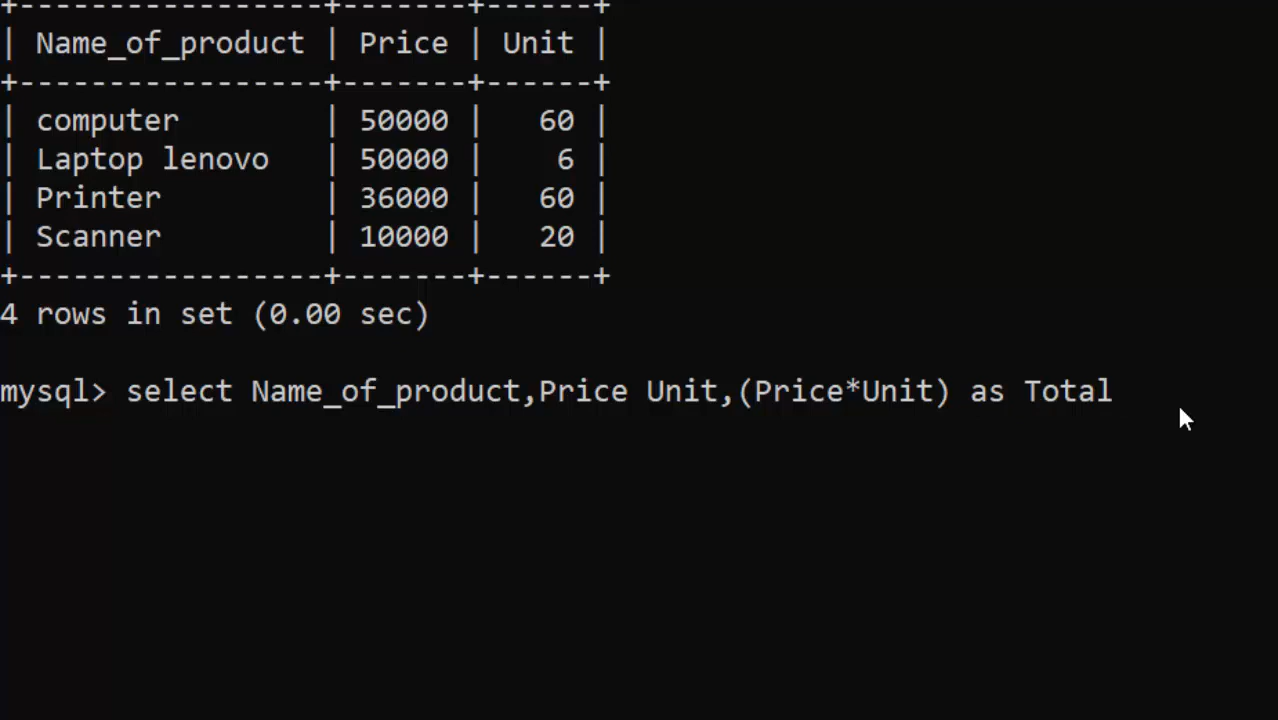 +-----------------+-------+------+
| Name_of_product | Price | Unit |
+-----------------+-------+------+
| computer        | 50000 |   60 |
| Laptop lenovo   | 50000 |    6 |
| Printer         | 36000 |   60 |
| Scanner         | 10000 |   20 |
+-----------------+-------+------+
4 rows in set (0.00 sec)
mysql> select Name_of_product,Price Unit,(Price*Unit) as Total